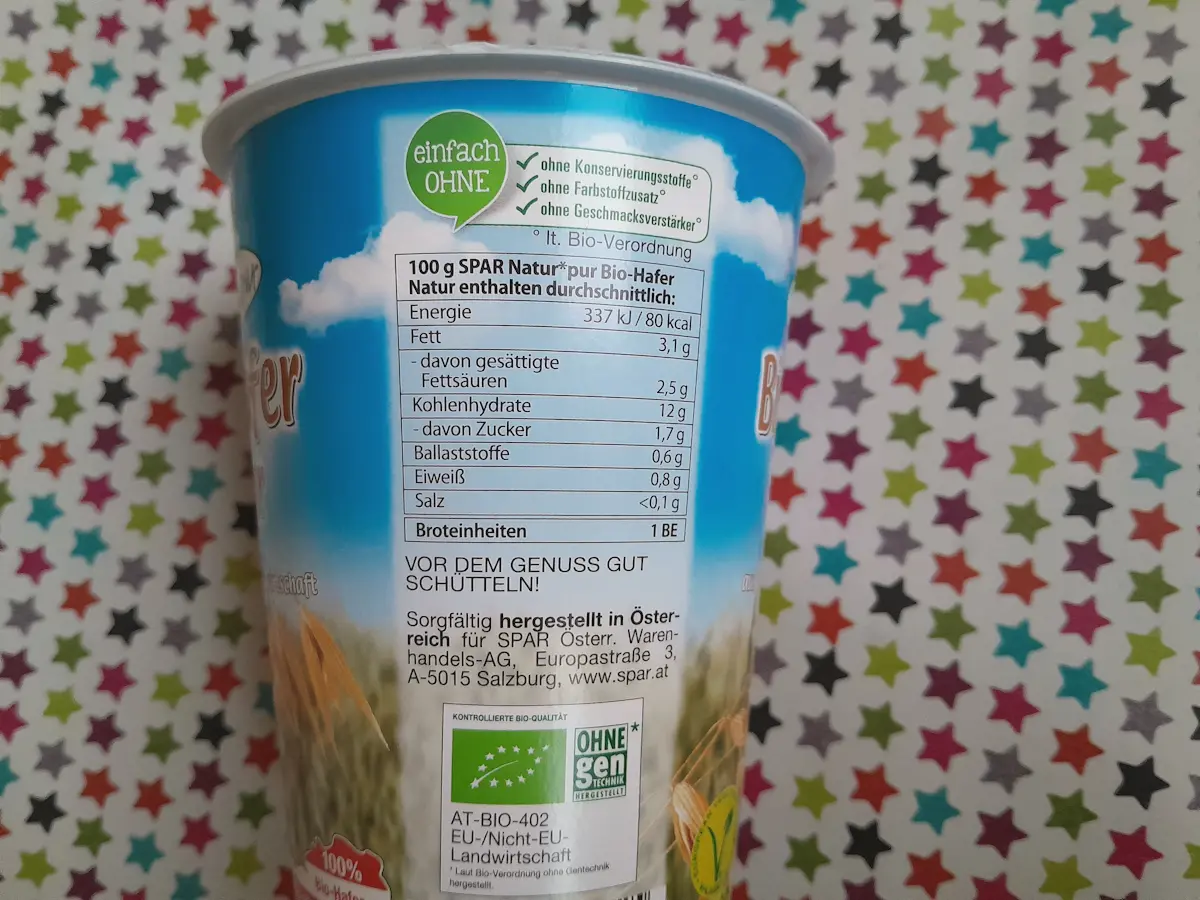 einfach
OHNE
ohne Konservierungsstoffe°
ohne Farbstoffzusatz°
ohne Geschmacksverstärker°
° lt. Bio-Verordnung
100 g SPAR Natur*pur Bio-Hafer
Natur enthalten durchschnittlich:
Energie 337 kJ / 80 kcal
Fett 3,1 g
- davon gesättigte
Fettsäuren 2,5 g
Kohlenhydrate 12 g
- davon Zucker 1,7 g
Ballaststoffe 0,6 g
Eiweiß 0,8 g
Salz <0,1 g
Broteinheiten 1 BE
VOR DEM GENUSS GUT
SCHÜTTELN!
Sorgfältig hergestellt in Öster-
reich für SPAR Österr. Waren-
handels-AG, Europastraße 3,
A-5015 Salzburg, www.spar.at
KONTROLLIERTE BIO-QUALITÄT
OHNE *
gen
TECHNIK
HERGESTELLT
AT-BIO-402
EU-/Nicht-EU-
Landwirtschaft
* Laut Bio-Verordnung ohne Gentechnik
hergestellt.
100%
Bio-Hafer